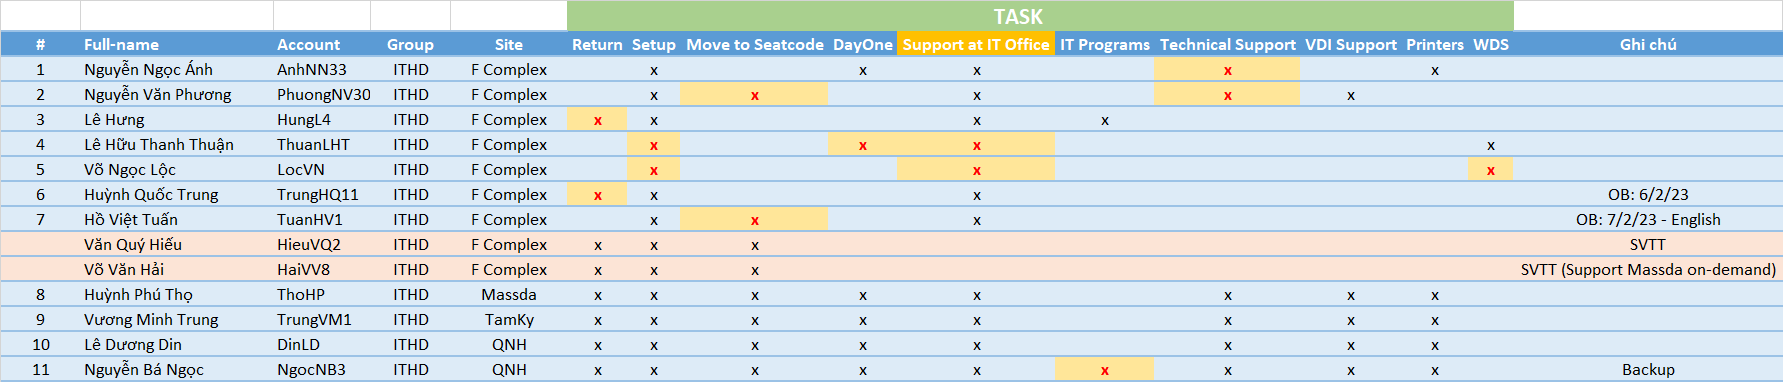 TASK
# Full-name Account Group Site Return Setup Move to Seatcode DayOne Support at IT Office IT Programs Technical Support VDI Support Printers WDS Ghi chú
1 Nguyễn Ngọc Ánh AnhNN33 ITHD F Complex x x x x x
2 Nguyễn Văn Phương PhuongNV30 ITHD F Complex x x x x x
3 Lê Hưng HungL4 ITHD F Complex x x x x
4 Lê Hữu Thanh Thuận ThuanLHT ITHD F Complex x x x x
5 Võ Ngọc Lộc LocVN ITHD F Complex x x x
6 Huỳnh Quốc Trung TrungHQ11 ITHD F Complex x x x OB: 6/2/23
7 Hồ Việt Tuấn TuanHV1 ITHD F Complex x x x OB: 7/2/23 - English
Văn Quý Hiếu HieuVQ2 ITHD F Complex x x x SVTT
Võ Văn Hải HaiVV8 ITHD F Complex x x x SVTT (Support Massda on-demand)
8 Huỳnh Phú Thọ ThoHP ITHD Massda x x x x x x x x
9 Vương Minh Trung TrungVM1 ITHD TamKy x x x x x x x x
10 Lê Dương Din DinLD ITHD QNH x x x x x x x x
11 Nguyễn Bá Ngọc NgocNB3 ITHD QNH x x x x x x x x x Backup